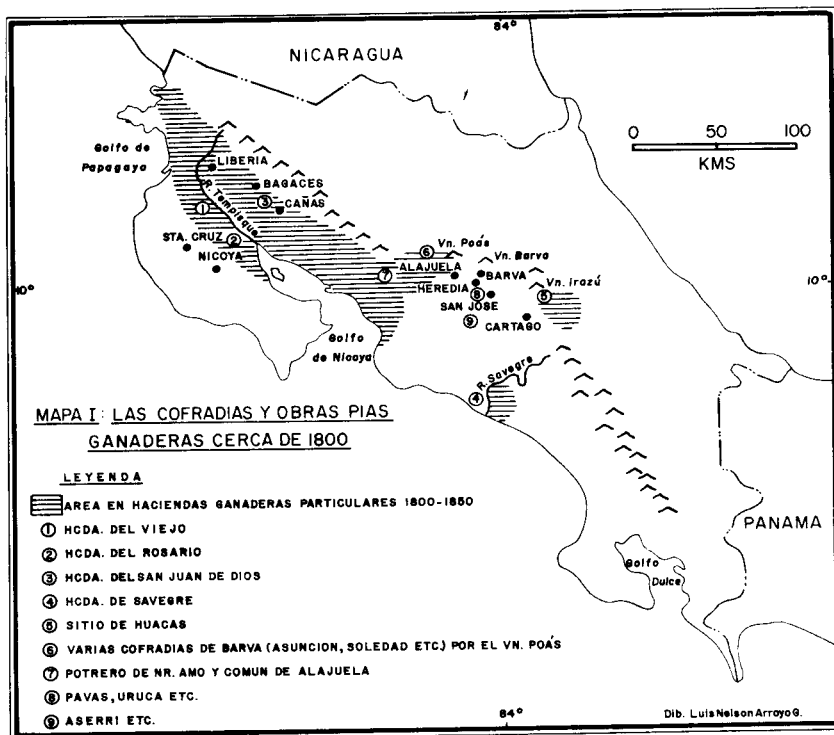 84°
NICARAGUA
Golfo de
Papagayo
0 50 100
KMS
LIBERIA
R. Tempisque
BAGACES
③
CAÑAS
①
STA. CRUZ
②
NICOYA
⑥ Vn. Poás
Vn. Barva
ALAJUELA
BARVA
⑦
HEREDIA
⑧
Vn. Irazú
⑤
SAN JOSE
⑨
CARTAGO
10°
10°
Golfo
de Nicoya
R. Savegre
④
MAPA I: LAS COFRADIAS Y OBRAS PIAS
GANADERAS CERCA DE 1800
LEYENDA
AREA EN HACIENDAS GANADERAS PARTICULARES 1800-1850
① HCDA. DEL VIEJO
② HCDA. DEL ROSARIO
③ HCDA. DELSAN JUAN DE DIOS
④ HCDA. DE SAVEGRE
⑤ SITIO DE HUACAS
⑥ VARIAS COFRADIAS DE BARVA (ASUNCION, SOLEDAD ETC.) POR EL VN. POÁS
⑦ POTRERO DE NR. AMO Y COMUN DE ALAJUELA
⑧ PAVAS, URUCA ETC.
⑨ ASERRI ETC.
PANAMA
Golfo
Dulce
84°
Dib. Luis Nelson Arroyo G.